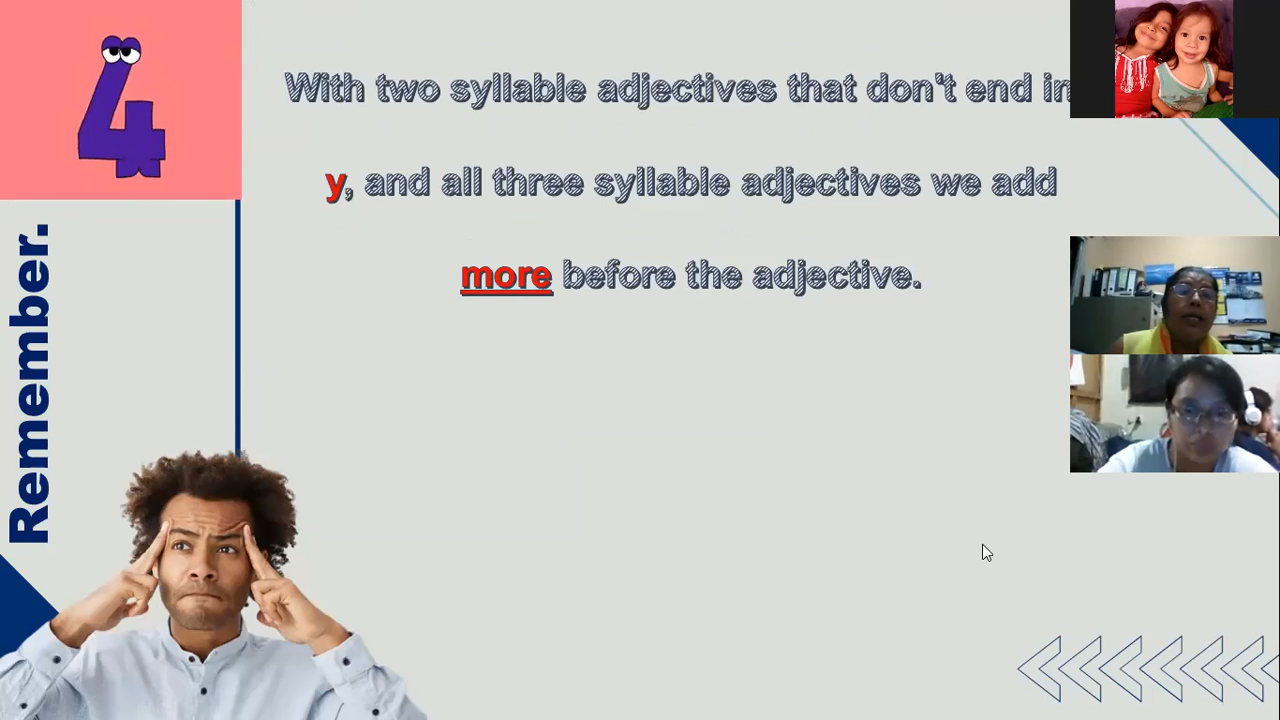 4
With two syllable adjectives that don't end in
y, and all three syllable adjectives we add
more before the adjective.
Remember.